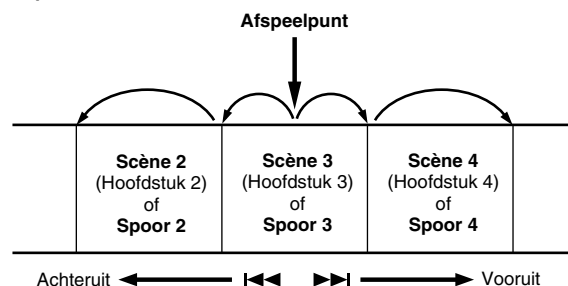 Afspeelpunt
Scène 2
(Hoofdstuk 2)
of
Spoor 2
Scène 3
(Hoofdstuk 3)
of
Spoor 3
Scène 4
(Hoofdstuk 4)
of
Spoor 4
Achteruit
Vooruit